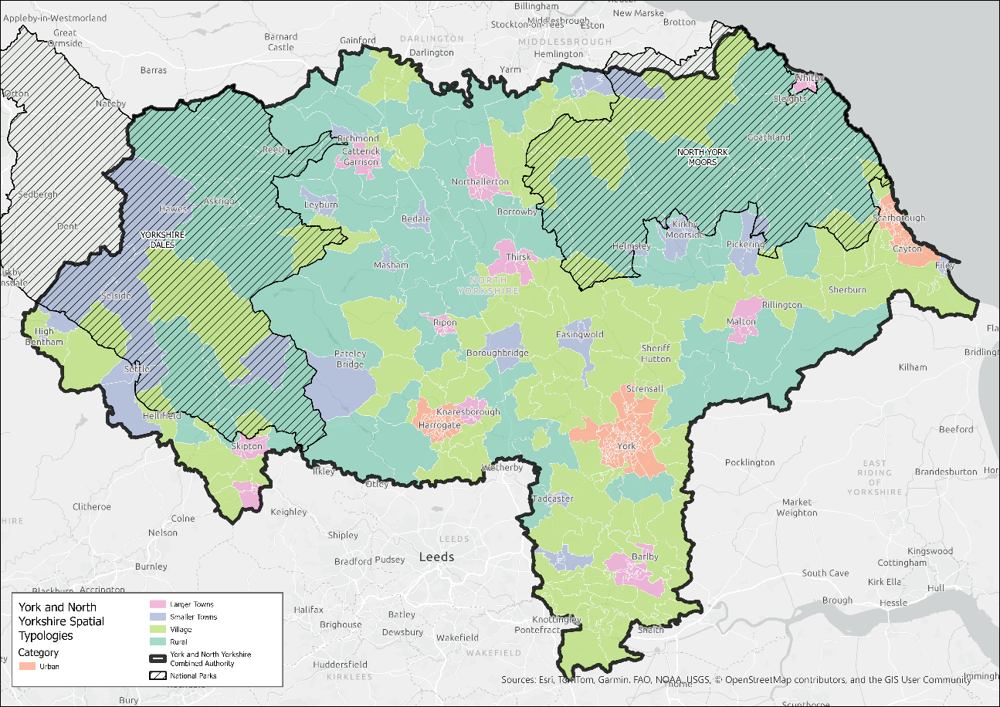 Appleby-in-Westmorland
Great
Ormside
Barnard
Castle
Gainford
DARLINGTON
Darlington
Billingham
Middlesbrough
Stockton-on-Tees
Eston
MIDDLESBROUGH
Hemlington
New Marske
Brotton
Yarm
Barras
Orton
Nateby
Whitby
Sleights
Reeth
Richmond
Catterick
Garrison
Goathland
NORTH YORK
MOORS
Northallerton
Sedbergh
Hawes
Askrigg
Leyburn
Bedale
Borrowby
Dent
YORKSHIRE
DALES
Kirkby
Moorside
Scarborough
Helmsley
Pickering
Cayton
Masham
Thirsk
Filey
NORTH
YORKSHIRE
Selside
Sherburn
Rillington
Malton
High
Bentham
Ripon
Easingwold
Pateley
Bridge
Boroughbridge
Sheriff
Hutton
Kilham
Settle
Strensall
Hellifield
Knaresborough
Harrogate
Skipton
York
Beeford
Ilkley
Wetherby
Otley
Pocklington
EAST
RIDING
OF
YORKSHIRE
Brandesburton
Tadcaster
Clitheroe
Colne
Keighley
Market
Weighton
Nelson
Shipley
LEEDS
Bradford
Pudsey
Leeds
Barlby
Kingswood
Cottingham
Burnley
South Cave
Kirk Ella
Hull
Blackburn
Accrington
Brough
Hessle
Halifax
Brighouse
Batley
Dewsbury
Wakefield
WAKEFIELD
Knottingley
Pontefract
Snaith
Huddersfield
KIRKLEES
Thorne
Bury
Scunthorpe
York and North
Yorkshire Spatial
Typologies
Category
Urban
Larger Towns
Smaller Towns
Village
Rural
York and North Yorkshire
Combined Authority
National Parks
Sources: Esri, TomTom, Garmin, FAO, NOAA, USGS, © OpenStreetMap contributors, and the GIS User Community